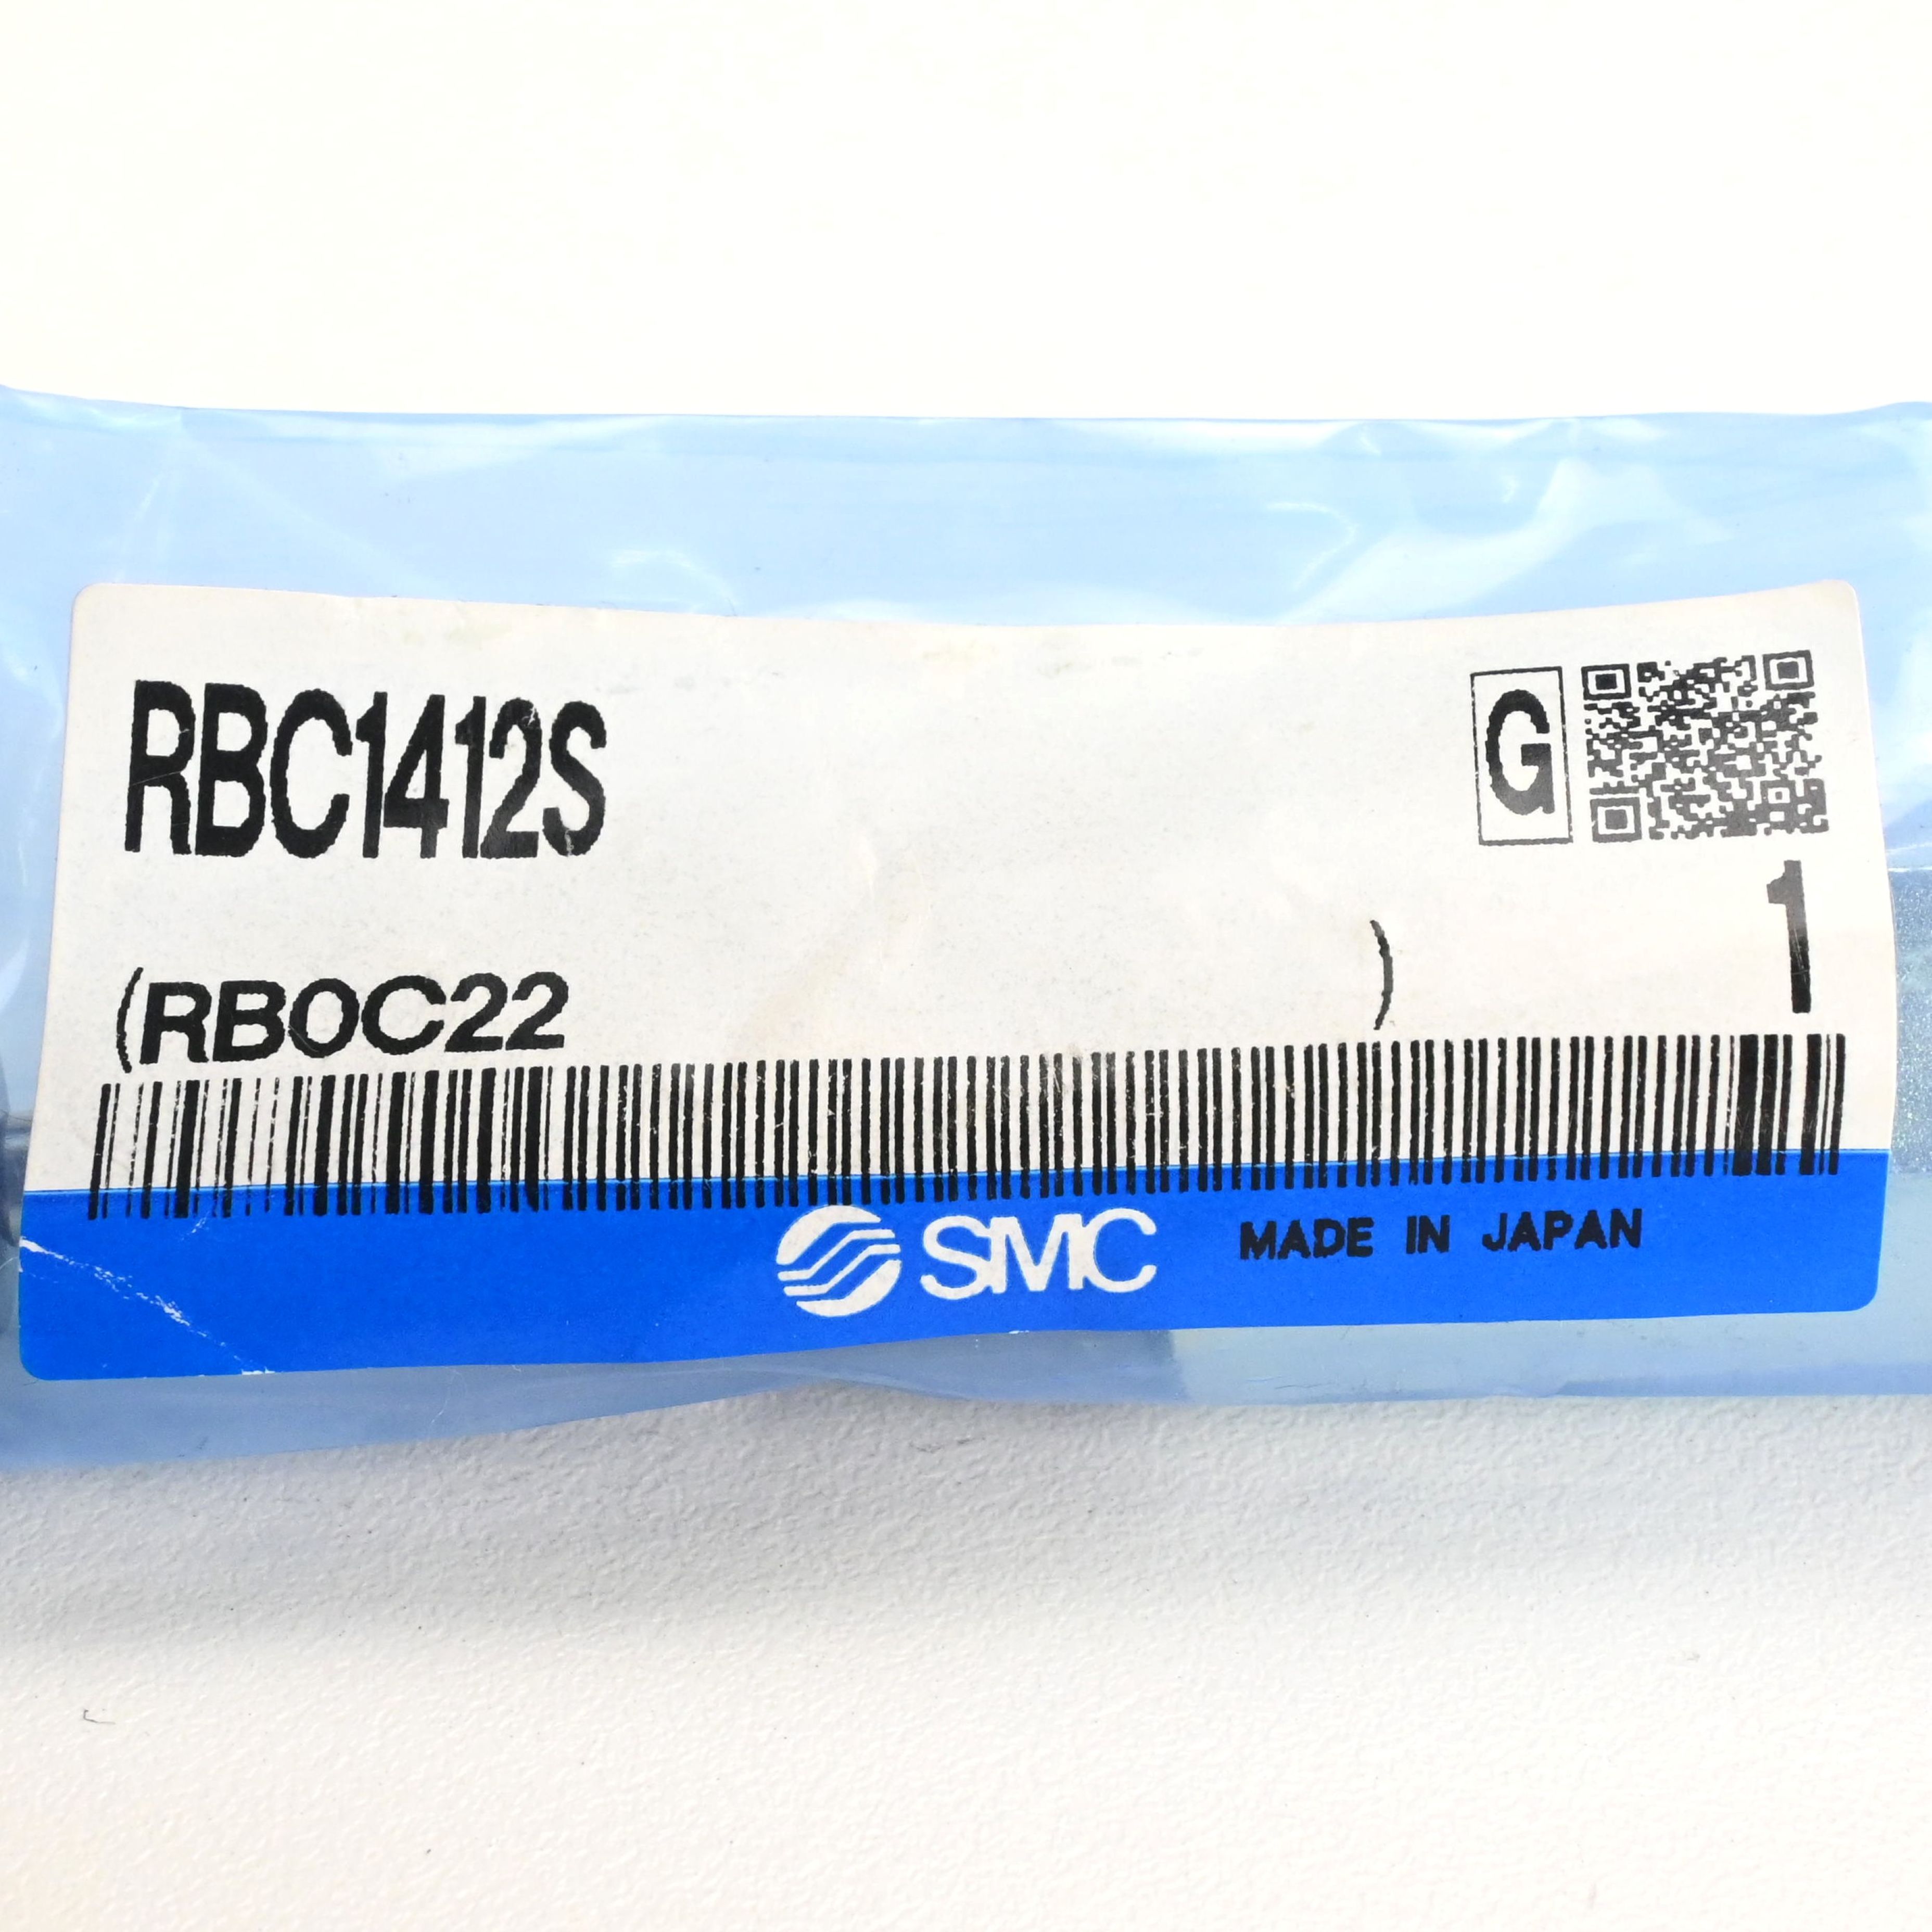 RBC1412S
G
1
(RBOC22 )
SMC MADE IN JAPAN